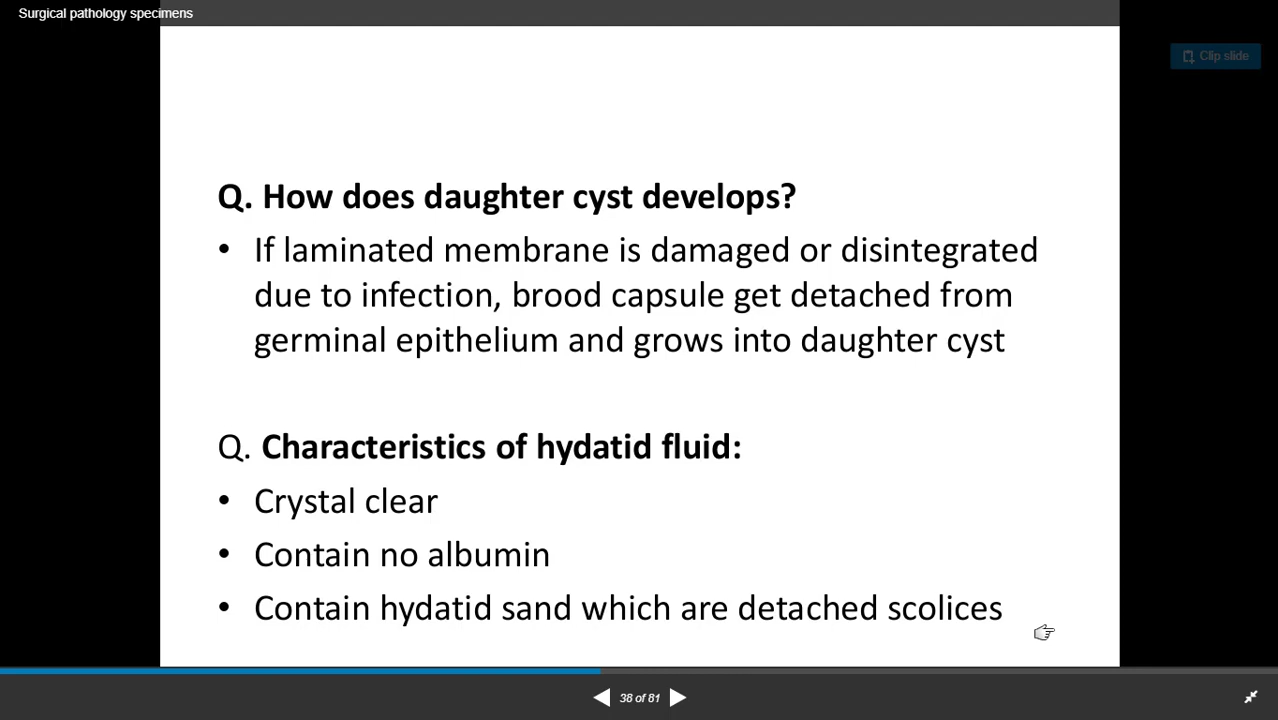 Surgical pathology specimens
Clip slide
Q. How does daughter cyst develops?
• If laminated membrane is damaged or disintegrated
due to infection, brood capsule get detached from
germinal epithelium and grows into daughter cyst
Q. Characteristics of hydatid fluid:
• Crystal clear
• Contain no albumin
• Contain hydatid sand which are detached scolices
38 of 81